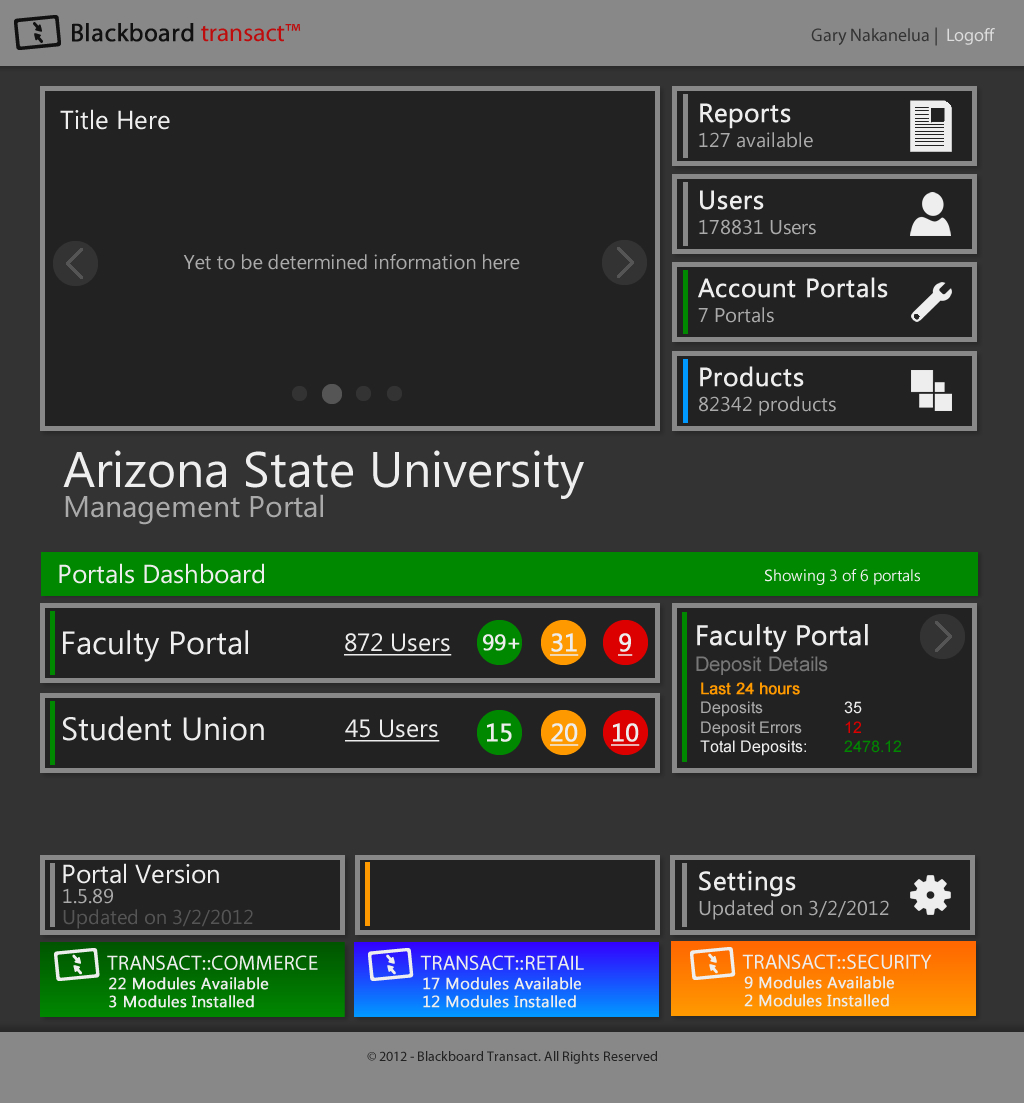 Blackboard transact™
Gary Nakanelua | Logoff
Title Here
Yet to be determined information here
Reports
127 available
Users
178831 Users
Account Portals
7 Portals
Products
82342 products
Arizona State University
Management Portal
Portals Dashboard
Showing 3 of 6 portals
Faculty Portal 872 Users 99+ 31 9
Student Union 45 Users 15 20 10
Faculty Portal
Deposit Details
Last 24 hours
Deposits 35
Deposit Errors 12
Total Deposits: 2478.12
Portal Version
1.5.89
Updated on 3/2/2012
Settings
Updated on 3/2/2012
TRANSACT::COMMERCE
22 Modules Available
3 Modules Installed
TRANSACT::RETAIL
17 Modules Available
12 Modules Installed
TRANSACT::SECURITY
9 Modules Available
2 Modules Installed
© 2012 - Blackboard Transact. All Rights Reserved